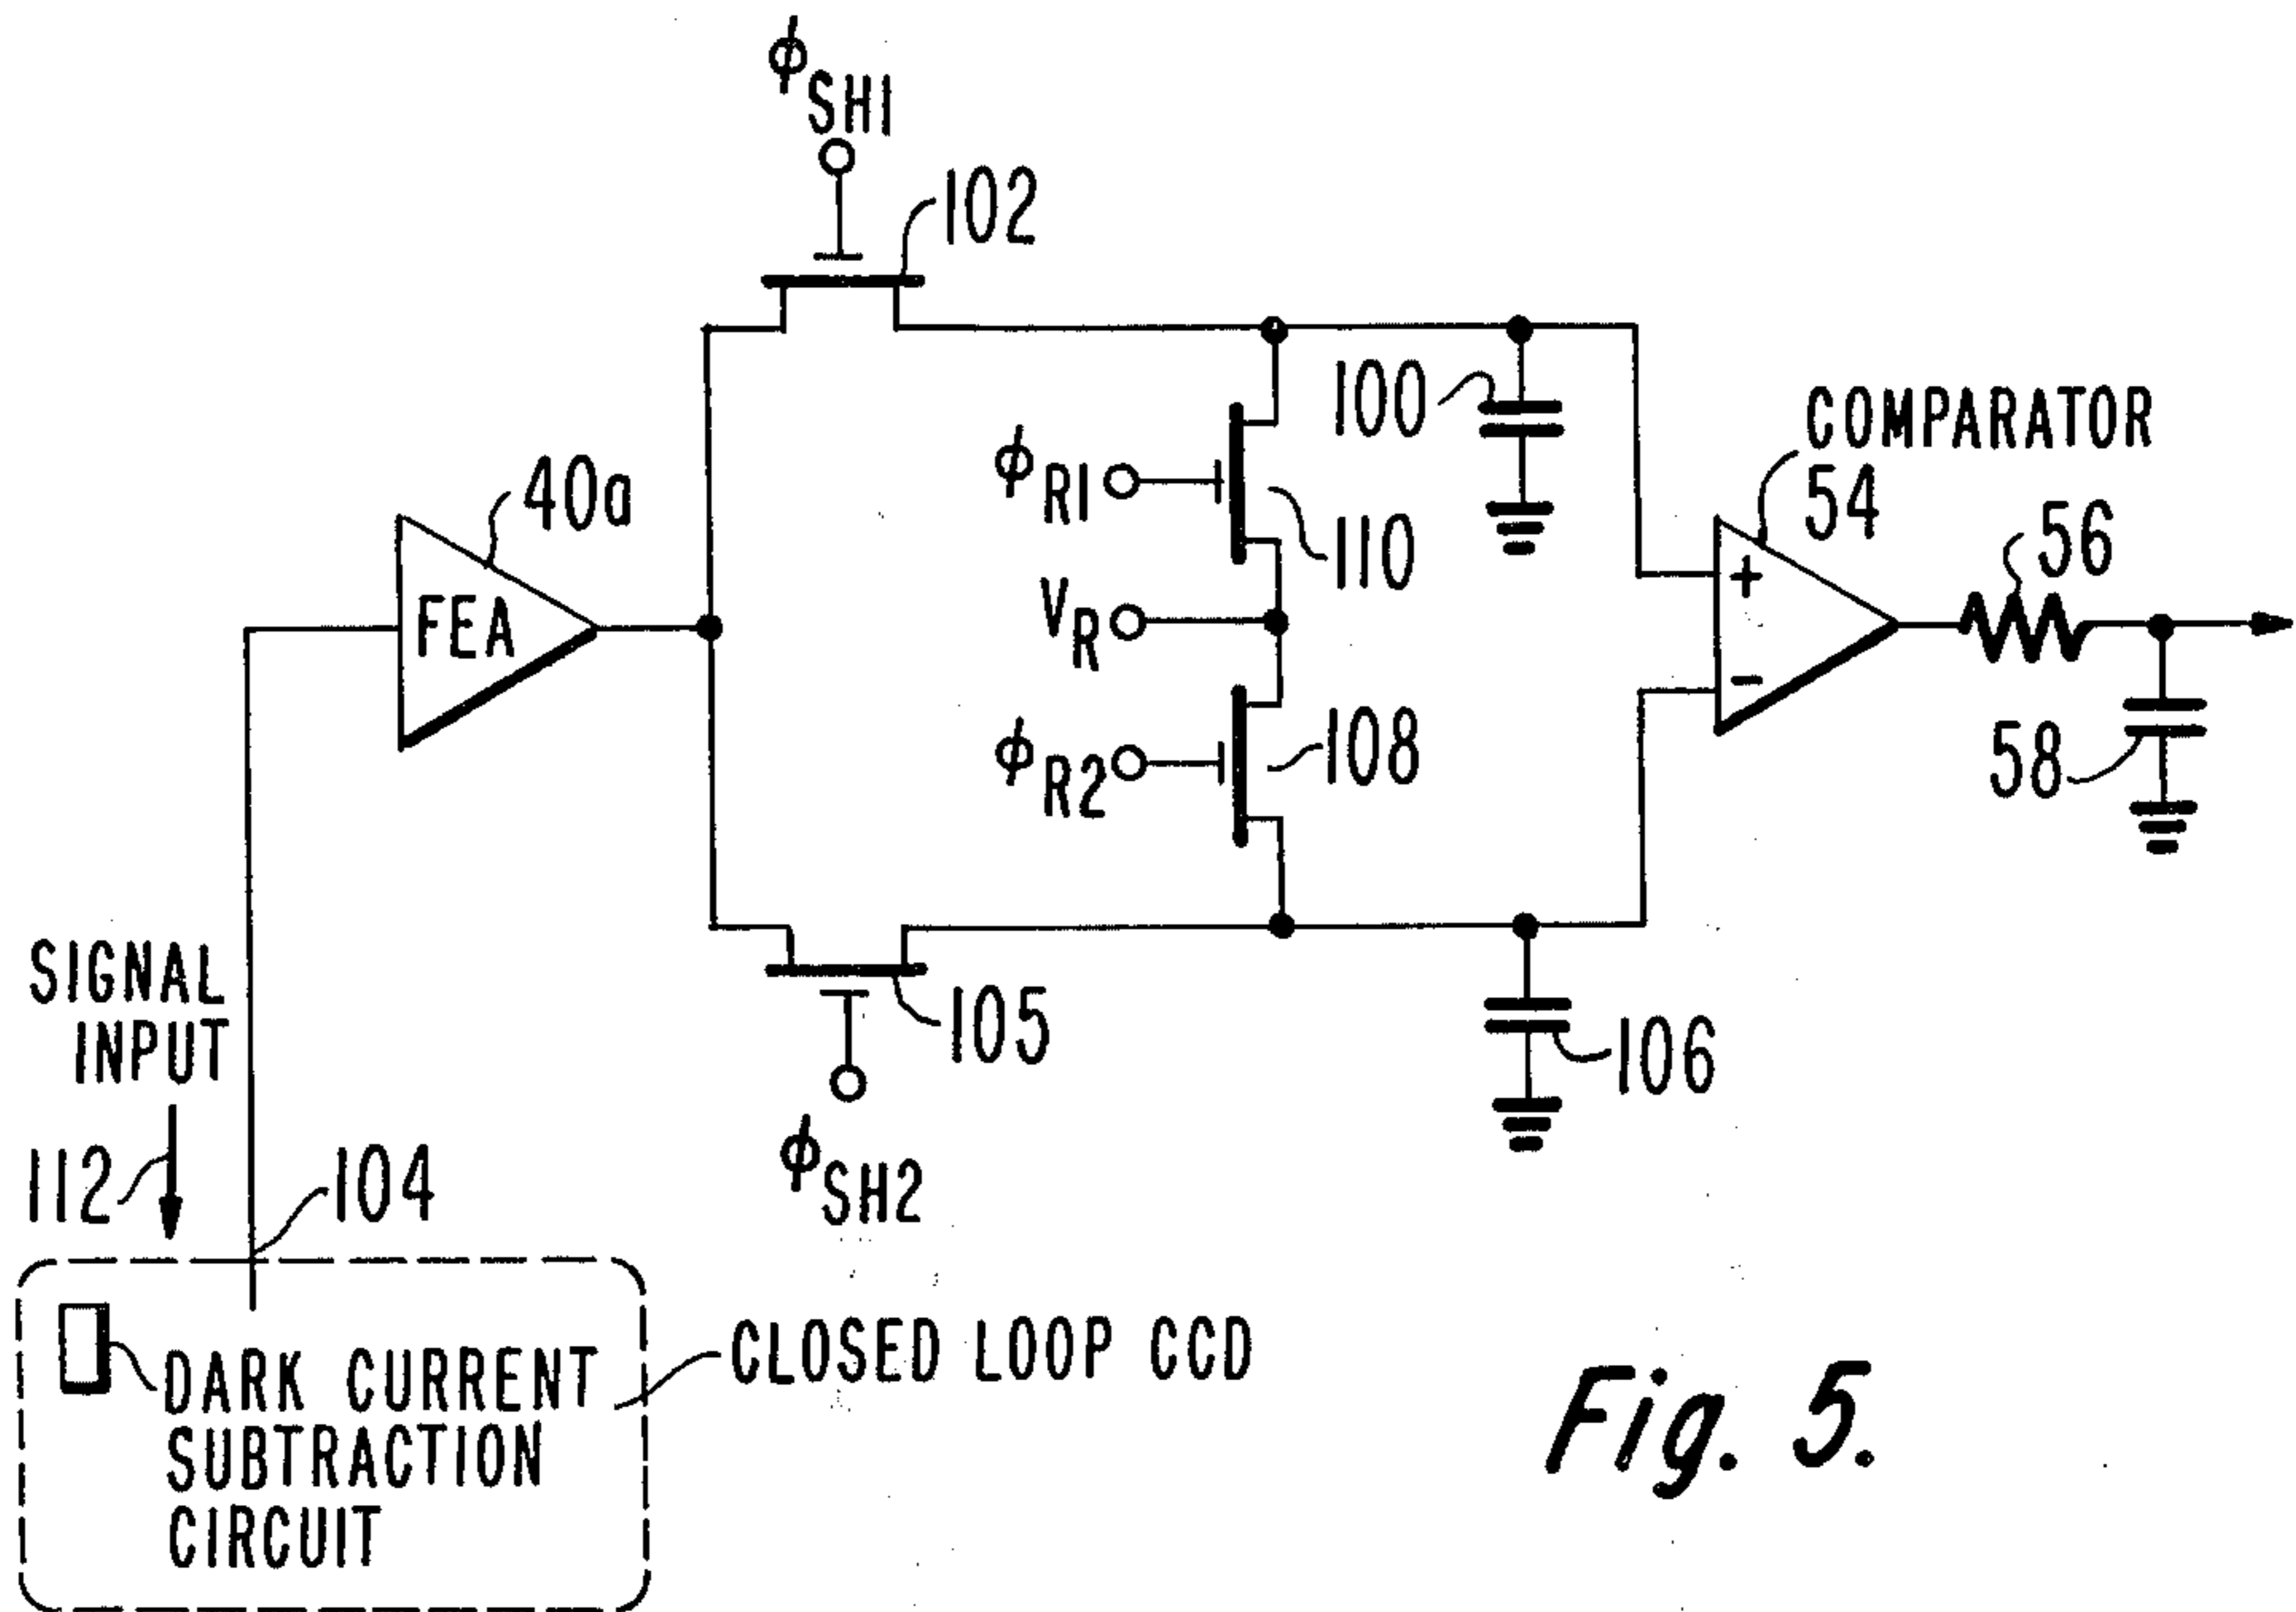 ϕSH1
102
100
COMPARATOR
54
40a
FEA
ϕR1
110
56
+
VR
-
ϕR2
108
58
SIGNAL
INPUT
105
106
112
104
ϕSH2
DARK CURRENT
SUBTRACTION
CIRCUIT
CLOSED LOOP CCD
Fig. 5.